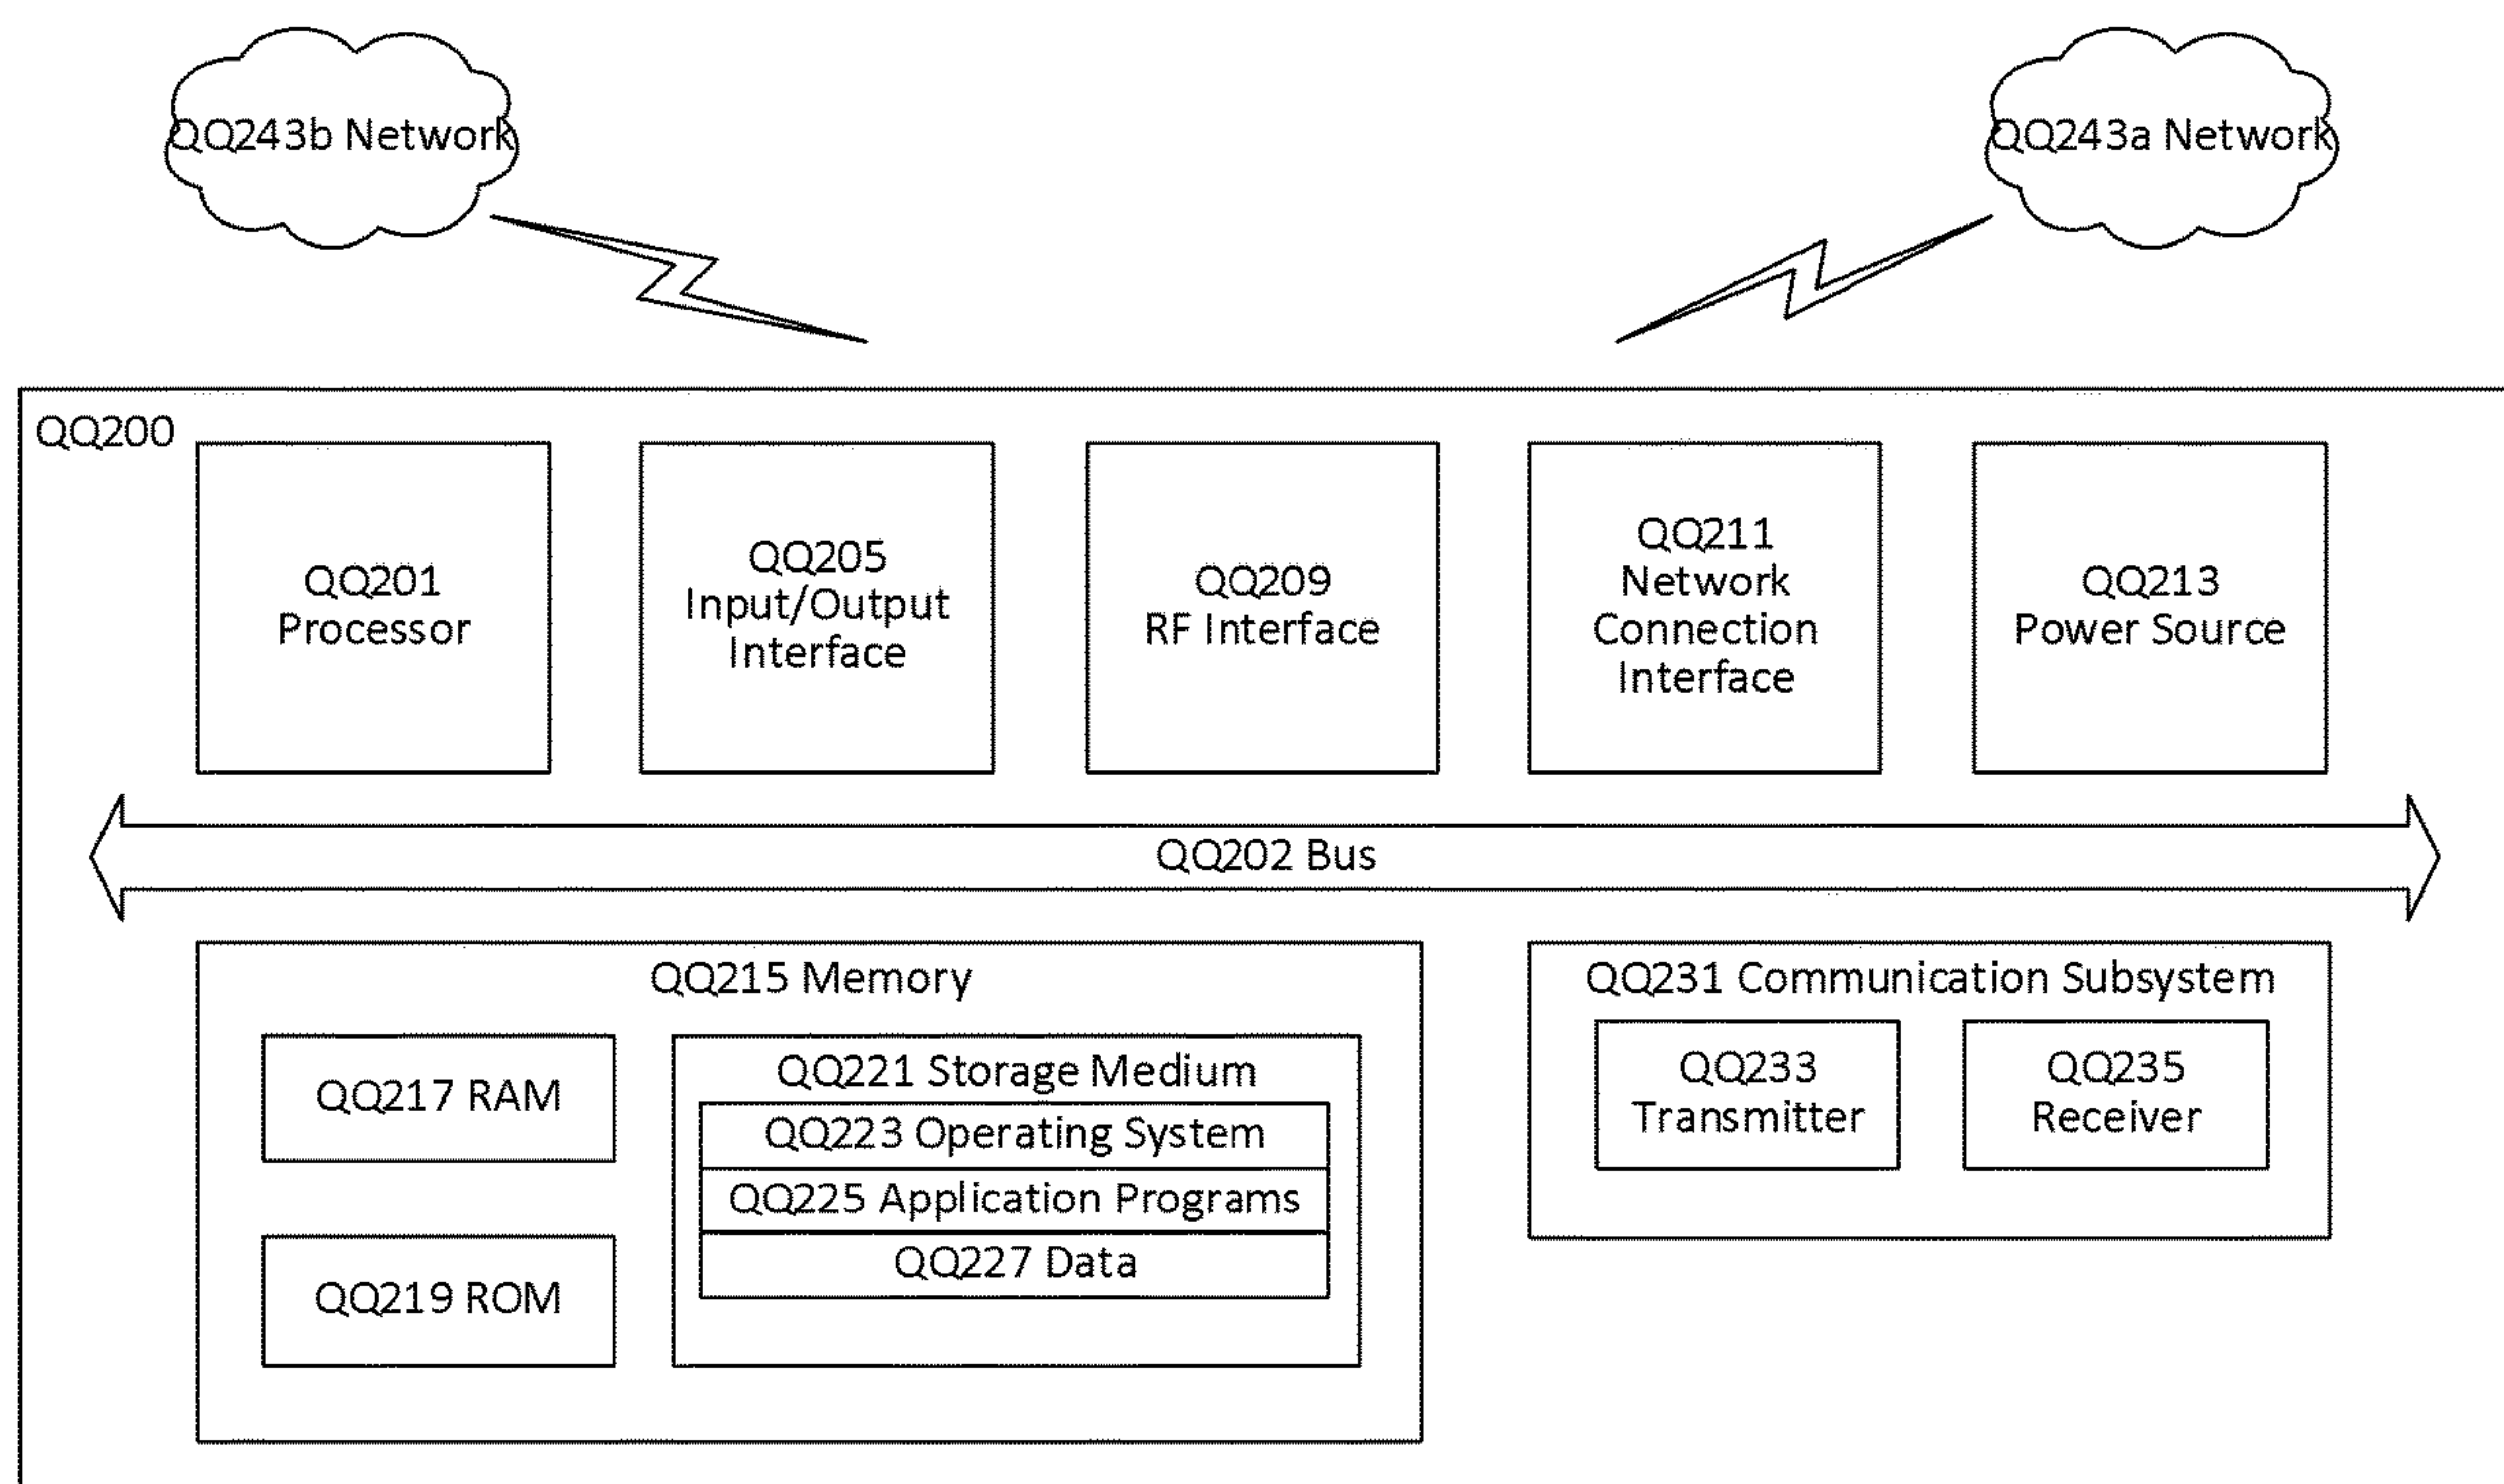 QQ243b Network
QQ243a Network
QQ200
QQ201
Processor
QQ205
Input/Output
Interface
QQ209
RF Interface
QQ211
Network
Connection
Interface
QQ213
Power Source
QQ202 Bus
QQ215 Memory
QQ217 RAM
QQ219 ROM
QQ221 Storage Medium
QQ223 Operating System
QQ225 Application Programs
QQ227 Data
QQ231 Communication Subsystem
QQ233
Transmitter
QQ235
Receiver